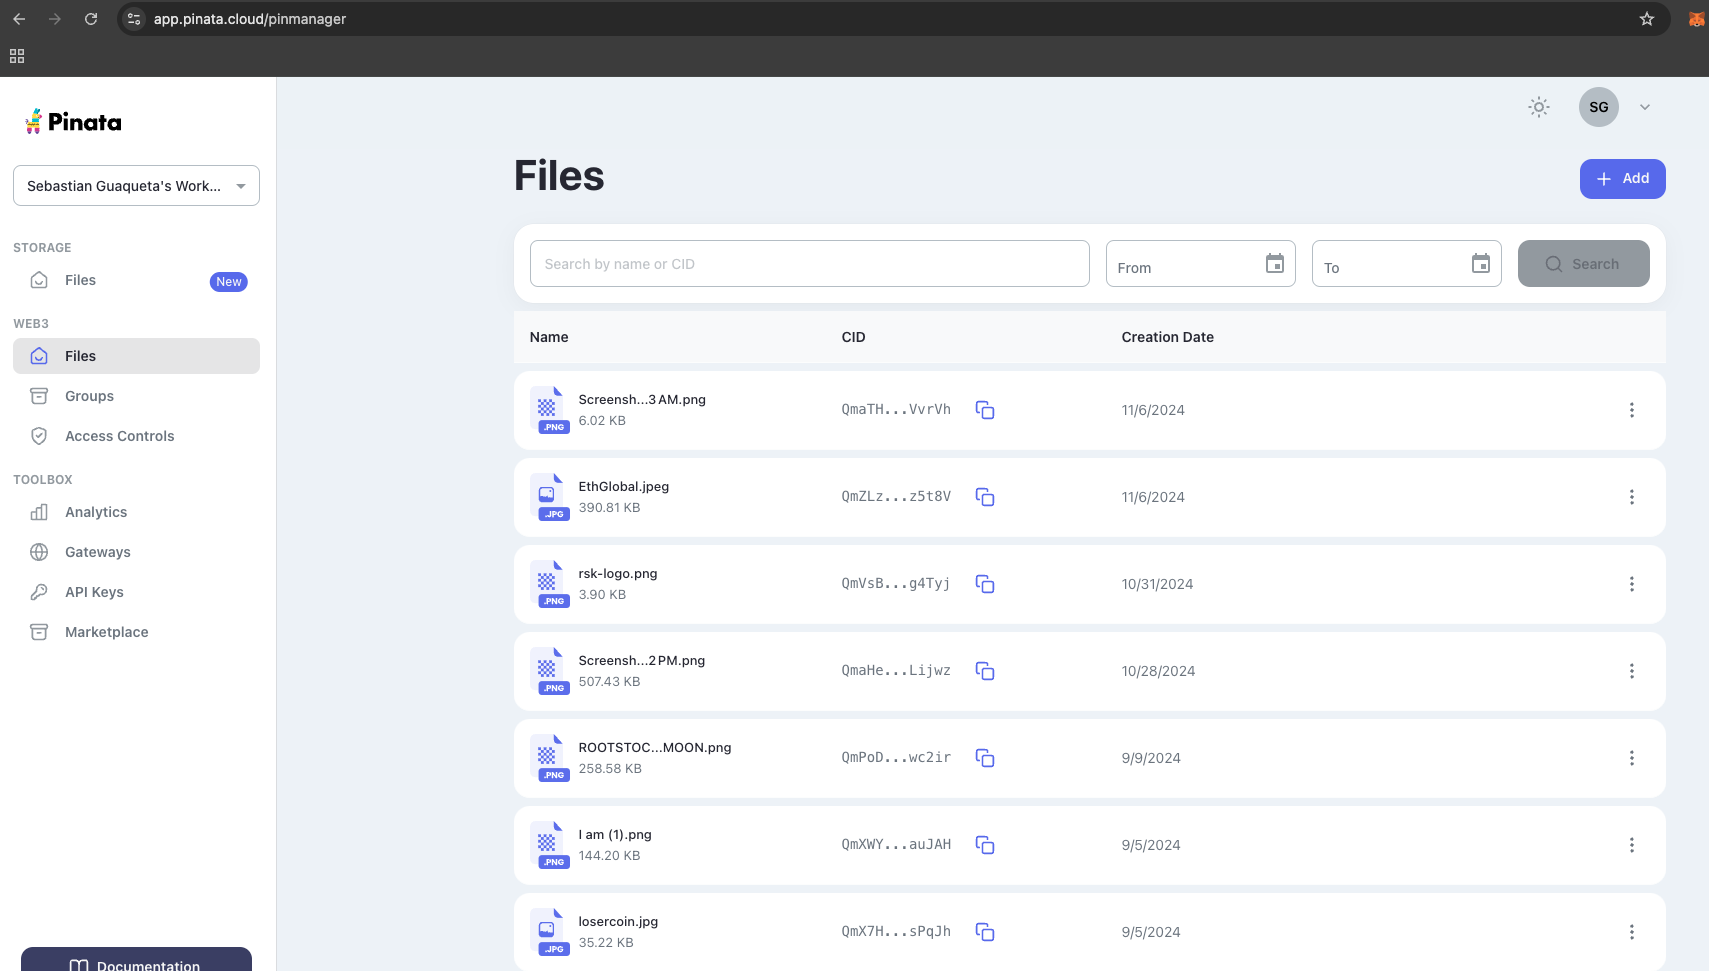 app.pinata.cloud/pinmanager
Pinata
SG
Sebastian Guaqueta's Work...
Files
Add
STORAGE
Files
New
Search by name or CID
From
To
Search
WEB3
Files
Groups
Access Controls
TOOLBOX
Analytics
Gateways
API Keys
Marketplace
Documentation
Name CID Creation Date
Screensh...3 AM.png
6.02 KB
.PNG
QmaTH...VvrVh
11/6/2024
EthGlobal.jpeg
390.81 KB
.JPG
QmZLz...z5t8V
11/6/2024
rsk-logo.png
3.90 KB
.PNG
QmVsB...g4Tyj
10/31/2024
Screensh...2 PM.png
507.43 KB
.PNG
QmaHe...Lijwz
10/28/2024
ROOTSTOC...MOON.png
258.58 KB
.PNG
QmPoD...wc2ir
9/9/2024
I am (1).png
144.20 KB
.PNG
QmXWY...auJAH
9/5/2024
losercoin.jpg
35.22 KB
.JPG
QmX7H...sPqJh
9/5/2024